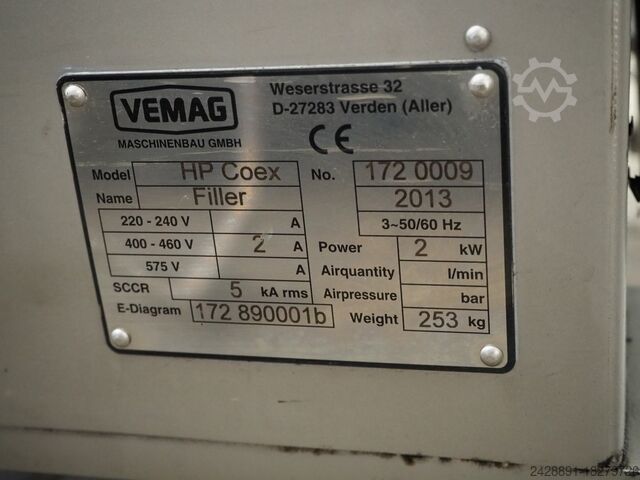 VEMAG
MASCHINENBAU GMBH
Weserstrasse 32
D-27283 Verden (Aller)
CE
Model HP Coex No. 172 0009
Name Filler 2013
220 - 240 V A 3~50/60 Hz
400 - 460 V 2 A Power 2 kW
575 V A Airquantity l/min
SCCR 5 kA rms Airpressure bar
E-Diagram 172 890001b Weight 253 kg